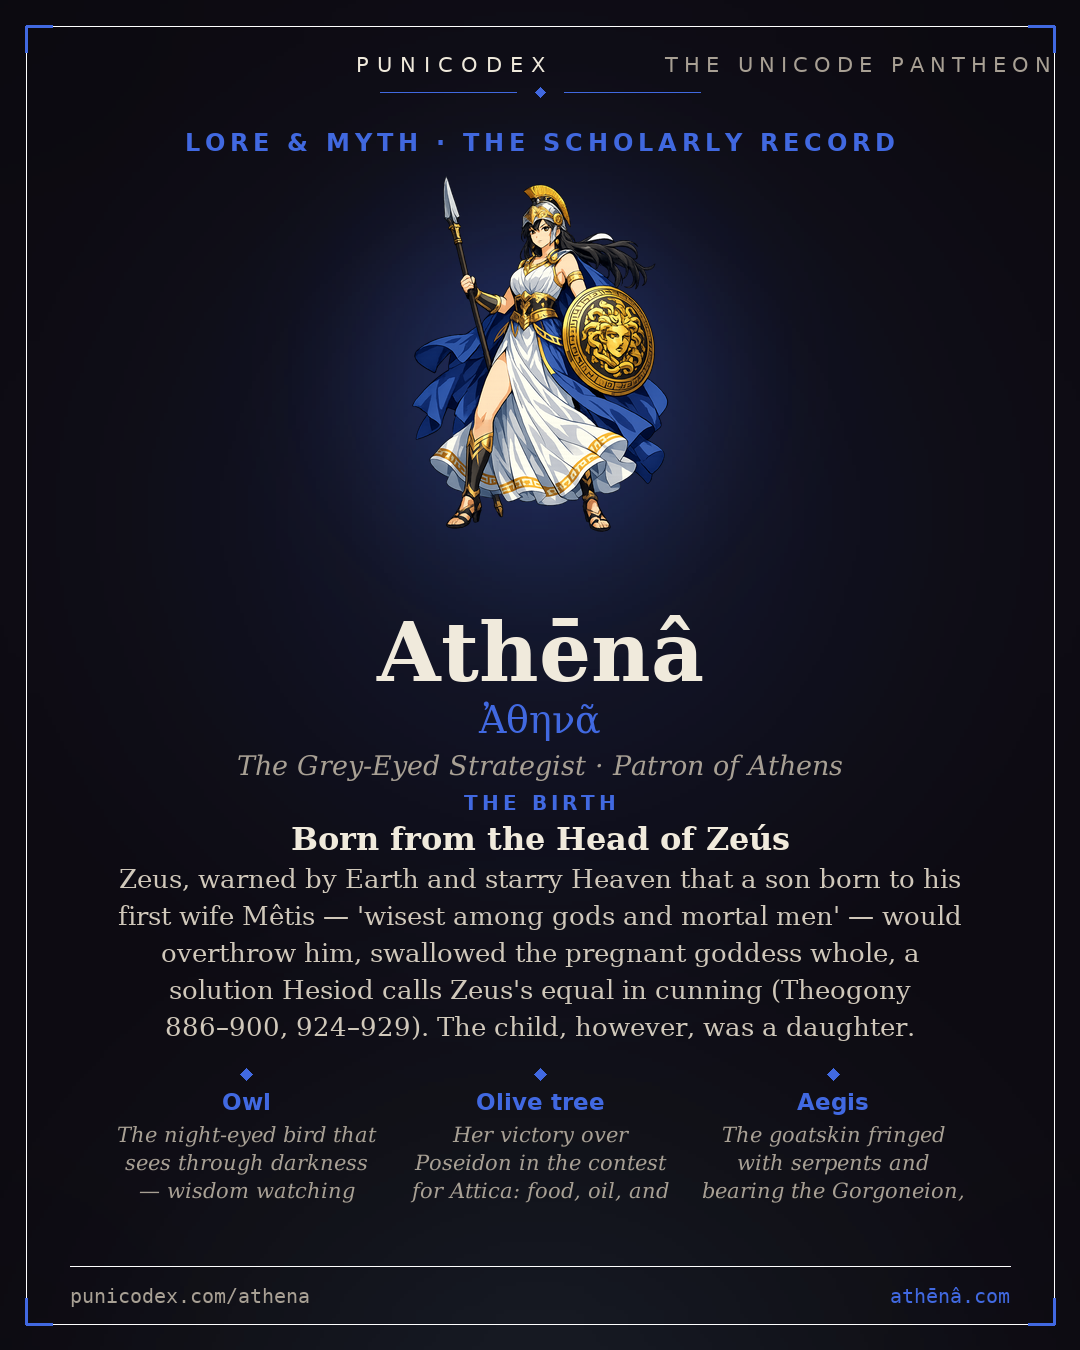 PUNICODEX
THE UNICODE PANTHEON
LORE & MYTH · THE SCHOLARLY RECORD
Athēnâ
Ἀθηνᾶ
The Grey-Eyed Strategist · Patron of Athens
THE BIRTH
Born from the Head of Zeús
Zeus, warned by Earth and starry Heaven that a son born to his
first wife Mêtis — 'wisest among gods and mortal men' — would
overthrow him, swallowed the pregnant goddess whole, a
solution Hesiod calls Zeus's equal in cunning (Theogony
886–900, 924–929). The child, however, was a daughter.
Owl
The night-eyed bird that
sees through darkness
— wisdom watching
Olive tree
Her victory over
Poseidon in the contest
for Attica: food, oil, and
Aegis
The goatskin fringed
with serpents and
bearing the Gorgoneion,
punicodex.com/athena
athēnâ.com